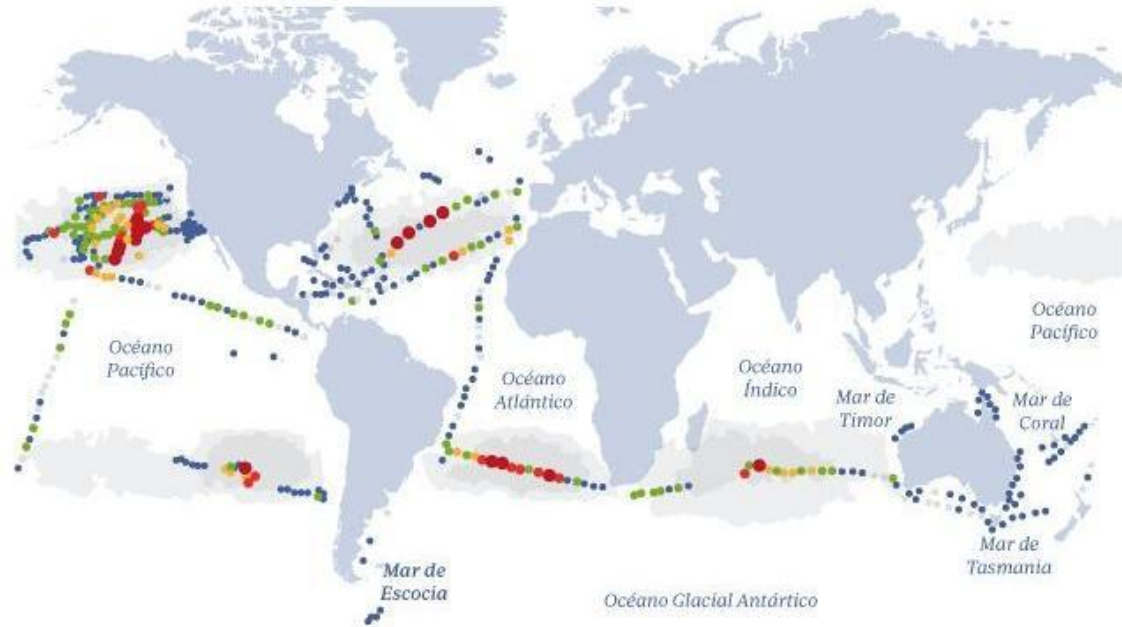 Océano
Pacífico
Océano
Pacífico
Océano
Atlántico
Océano
Índico
Mar de
Timor
Mar de
Coral
Mar de
Tasmania
Mar de
Escocia
Océano Glacial Antártico